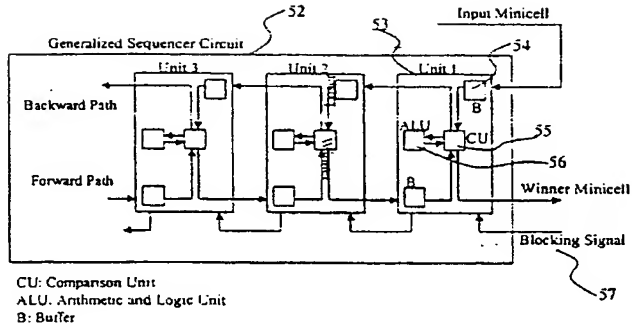 Input Minicell
52
Generalized Sequencer Circuit
53
54
Unit 3
Unit 2
Unit 1
Backward Path
B
ALU
CU
55
56
Forward Path
B
Winner Minicell
Blocking Signal
57
CU: Comparison Unit
ALU. Arithmetic and Logic Unit
B: Buffer